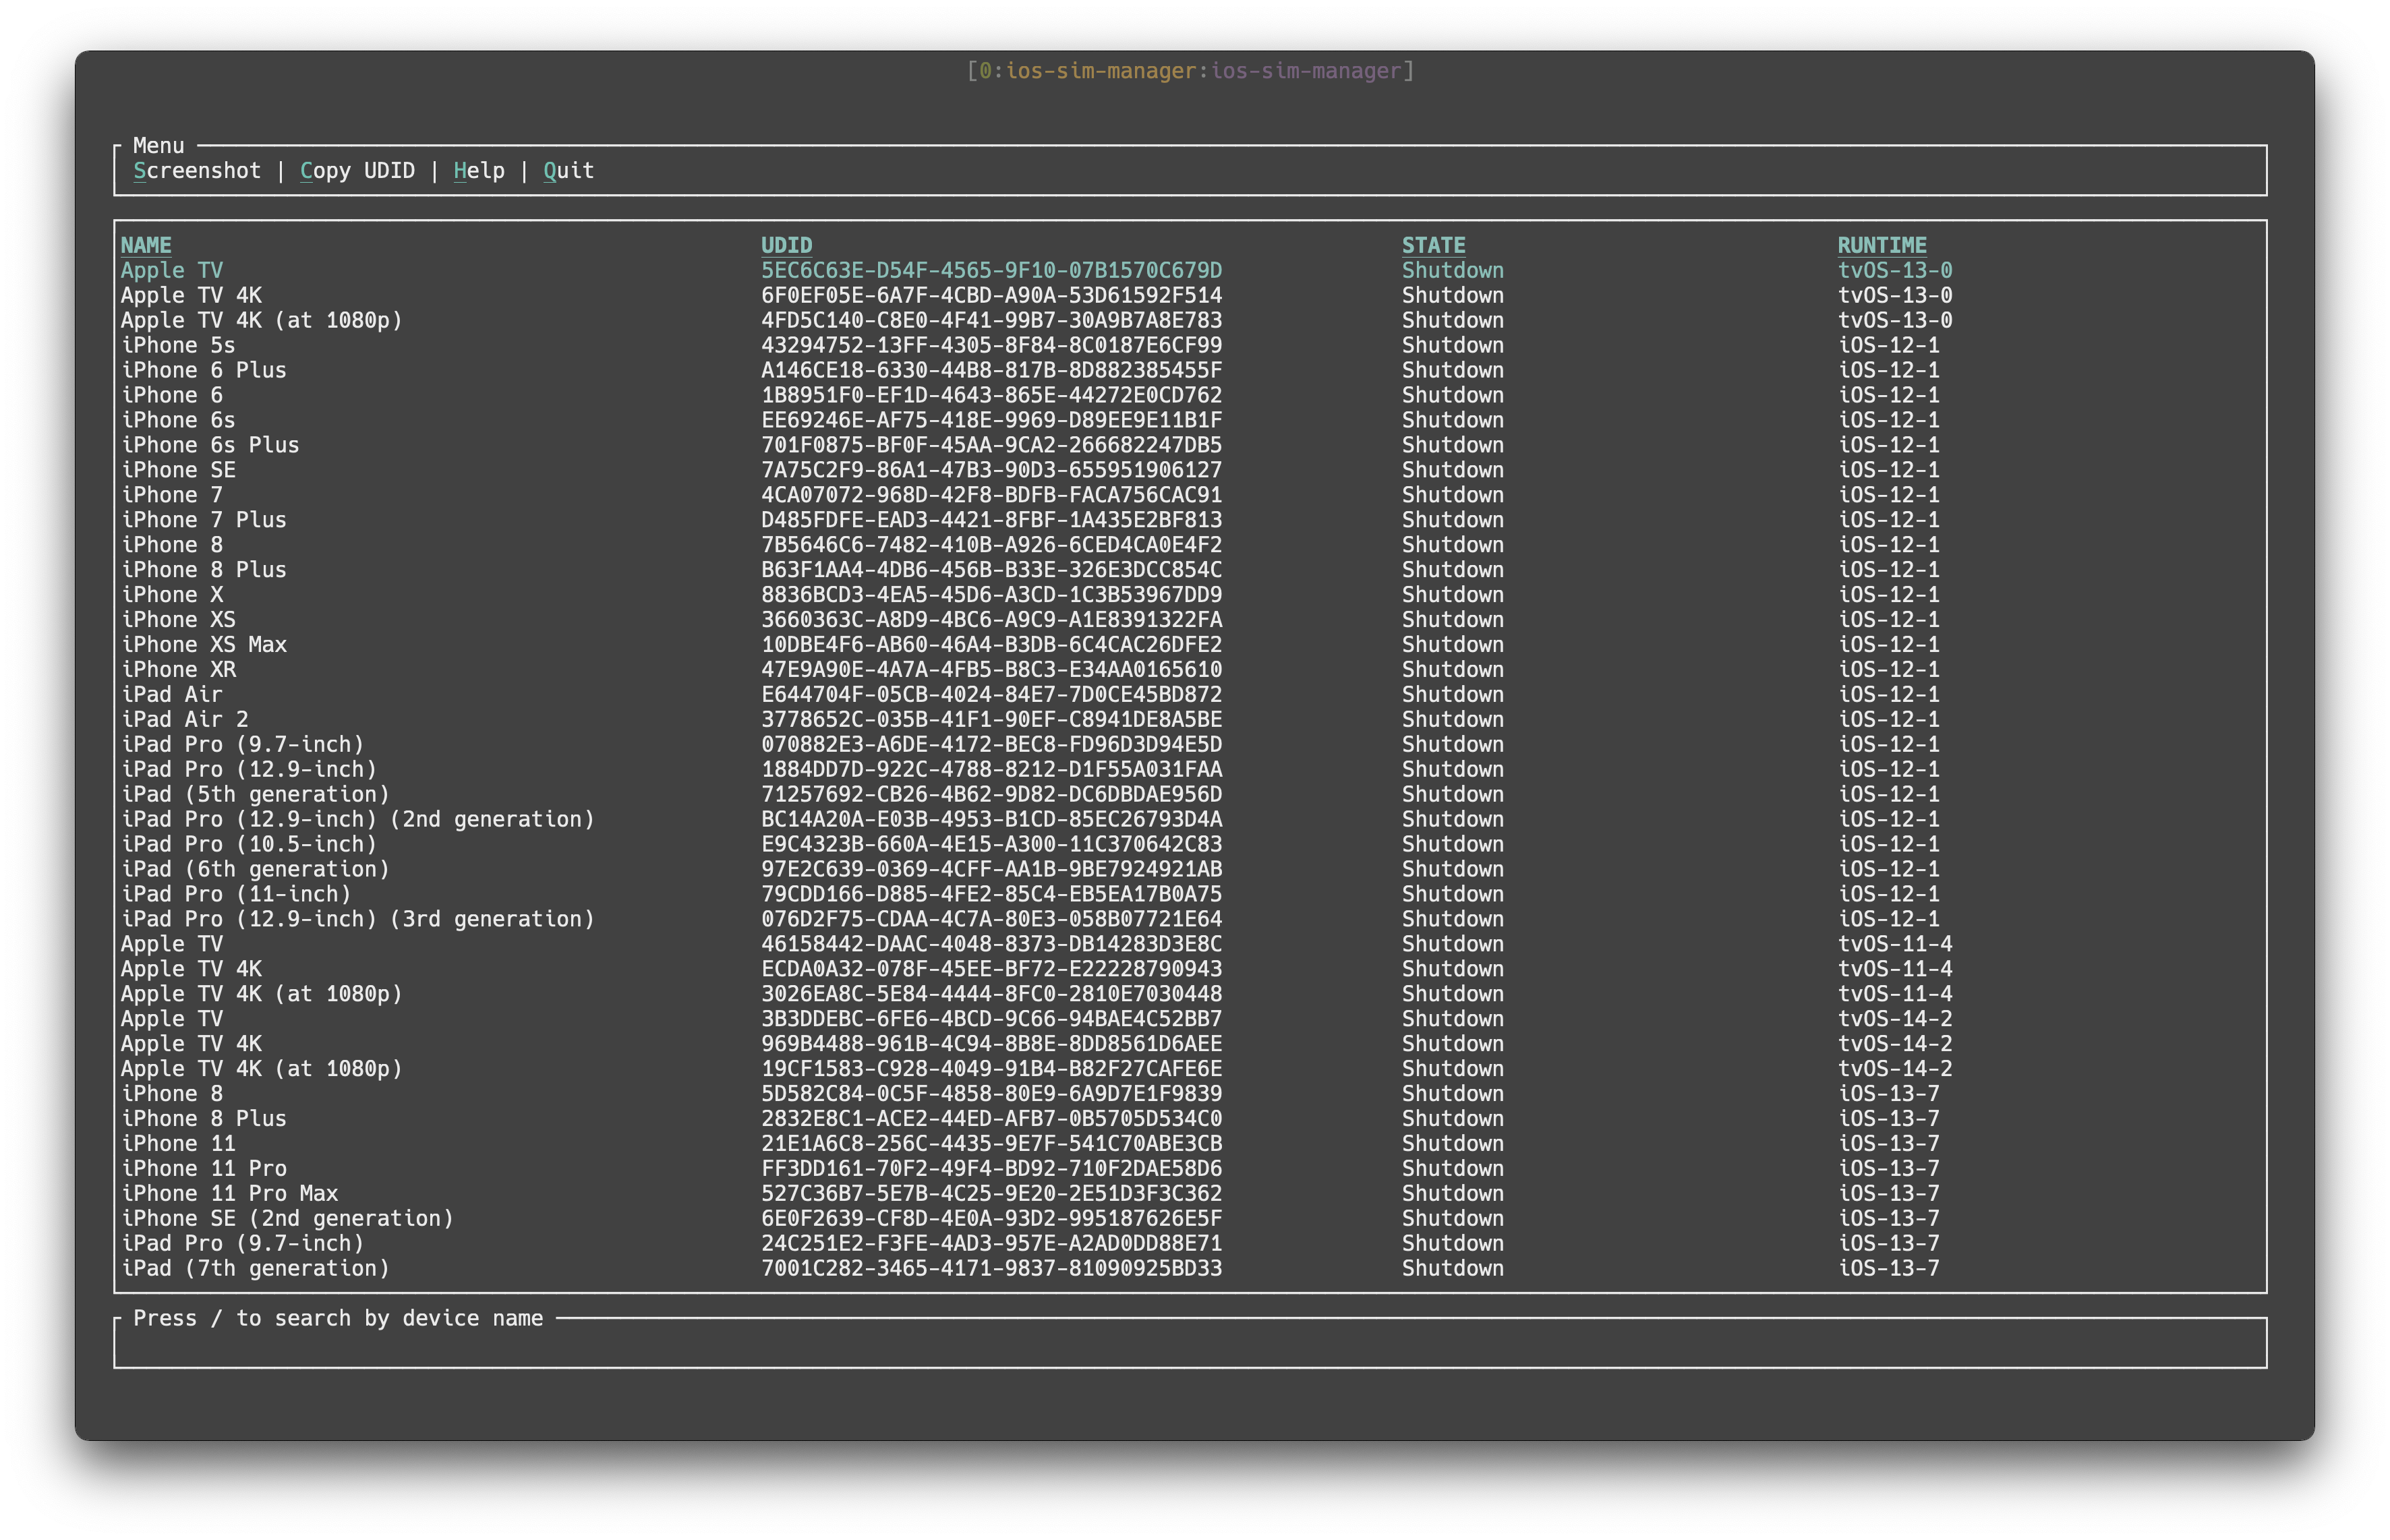 [0:ios-sim-manager:ios-sim-manager]
Menu
Screenshot | Copy UDID | Help | Quit
NAME UDID STATE RUNTIME
Apple TV 5EC6C63E-D54F-4565-9F10-07B1570C679D Shutdown tvOS-13-0
Apple TV 4K 6F0EF05E-6A7F-4CBD-A90A-53D61592F514 Shutdown tvOS-13-0
Apple TV 4K (at 1080p) 4FD5C140-C8E0-4F41-99B7-30A9B7A8E783 Shutdown tvOS-13-0
iPhone 5s 43294752-13FF-4305-8F84-8C0187E6CF99 Shutdown iOS-12-1
iPhone 6 Plus A146CE18-6330-44B8-817B-8D882385455F Shutdown iOS-12-1
iPhone 6 1B8951F0-EF1D-4643-865E-44272E0CD762 Shutdown iOS-12-1
iPhone 6s EE69246E-AF75-418E-9969-D89EE9E11B1F Shutdown iOS-12-1
iPhone 6s Plus 701F0875-BF0F-45AA-9CA2-266682247DB5 Shutdown iOS-12-1
iPhone SE 7A75C2F9-86A1-47B3-90D3-655951906127 Shutdown iOS-12-1
iPhone 7 4CA07072-968D-42F8-BDFB-FACA756CAC91 Shutdown iOS-12-1
iPhone 7 Plus D485FDFE-EAD3-4421-8FBF-1A435E2BF813 Shutdown iOS-12-1
iPhone 8 7B5646C6-7482-410B-A926-6CED4CA0E4F2 Shutdown iOS-12-1
iPhone 8 Plus B63F1AA4-4DB6-456B-B33E-326E3DCC854C Shutdown iOS-12-1
iPhone X 8836BCD3-4EA5-45D6-A3CD-1C3B53967DD9 Shutdown iOS-12-1
iPhone XS 3660363C-A8D9-4BC6-A9C9-A1E8391322FA Shutdown iOS-12-1
iPhone XS Max 10DBE4F6-AB60-46A4-B3DB-6C4CAC26DFE2 Shutdown iOS-12-1
iPhone XR 47E9A90E-4A7A-4FB5-B8C3-E34AA0165610 Shutdown iOS-12-1
iPad Air E644704F-05CB-4024-84E7-7D0CE45BD872 Shutdown iOS-12-1
iPad Air 2 3778652C-035B-41F1-90EF-C8941DE8A5BE Shutdown iOS-12-1
iPad Pro (9.7-inch) 070882E3-A6DE-4172-BEC8-FD96D3D94E5D Shutdown iOS-12-1
iPad Pro (12.9-inch) 1884DD7D-922C-4788-8212-D1F55A031FAA Shutdown iOS-12-1
iPad (5th generation) 71257692-CB26-4B62-9D82-DC6DBDAE956D Shutdown iOS-12-1
iPad Pro (12.9-inch) (2nd generation) BC14A20A-E03B-4953-B1CD-85EC26793D4A Shutdown iOS-12-1
iPad Pro (10.5-inch) E9C4323B-660A-4E15-A300-11C370642C83 Shutdown iOS-12-1
iPad (6th generation) 97E2C639-0369-4CFF-AA1B-9BE7924921AB Shutdown iOS-12-1
iPad Pro (11-inch) 79CDD166-D885-4FE2-85C4-EB5EA17B0A75 Shutdown iOS-12-1
iPad Pro (12.9-inch) (3rd generation) 076D2F75-CDAA-4C7A-80E3-058B07721E64 Shutdown iOS-12-1
Apple TV 46158442-DAAC-4048-8373-DB14283D3E8C Shutdown tvOS-11-4
Apple TV 4K ECDA0A32-078F-45EE-BF72-E22228790943 Shutdown tvOS-11-4
Apple TV 4K (at 1080p) 3026EA8C-5E84-4444-8FC0-2810E7030448 Shutdown tvOS-11-4
Apple TV 3B3DDEBC-6FE6-4BCD-9C66-94BAE4C52BB7 Shutdown tvOS-14-2
Apple TV 4K 969B4488-961B-4C94-8B8E-8DD8561D6AEE Shutdown tvOS-14-2
Apple TV 4K (at 1080p) 19CF1583-C928-4049-91B4-B82F27CAFE6E Shutdown tvOS-14-2
iPhone 8 5D582C84-0C5F-4858-80E9-6A9D7E1F9839 Shutdown iOS-13-7
iPhone 8 Plus 2832E8C1-ACE2-44ED-AFB7-0B5705D534C0 Shutdown iOS-13-7
iPhone 11 21E1A6C8-256C-4435-9E7F-541C70ABE3CB Shutdown iOS-13-7
iPhone 11 Pro FF3DD161-70F2-49F4-BD92-710F2DAE58D6 Shutdown iOS-13-7
iPhone 11 Pro Max 527C36B7-5E7B-4C25-9E20-2E51D3F3C362 Shutdown iOS-13-7
iPhone SE (2nd generation) 6E0F2639-CF8D-4E0A-93D2-995187626E5F Shutdown iOS-13-7
iPad Pro (9.7-inch) 24C251E2-F3FE-4AD3-957E-A2AD0DD88E71 Shutdown iOS-13-7
iPad (7th generation) 7001C282-3465-4171-9837-81090925BD33 Shutdown iOS-13-7
Press / to search by device name